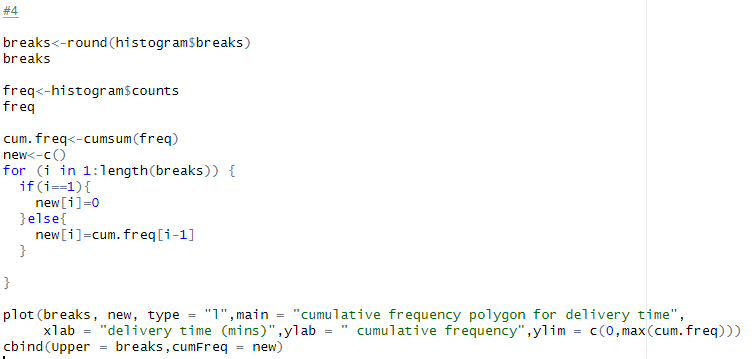 #4
breaks<-round(histogram$breaks)
breaks
freq<-histogram$counts
freq
cum.freq<-cumsum(freq)
new<-c()
for (i in 1:length(breaks)) {
  if(i==1){
    new[i]=0
  }else{
    new[i]=cum.freq[i-1]
  }
}
plot(breaks, new, type = "l",main = "cumulative frequency polygon for delivery time",
     xlab = "delivery time (mins)",ylab = " cumulative frequency",ylim = c(0,max(cum.freq)))
cbind(Upper = breaks,cumFreq = new)